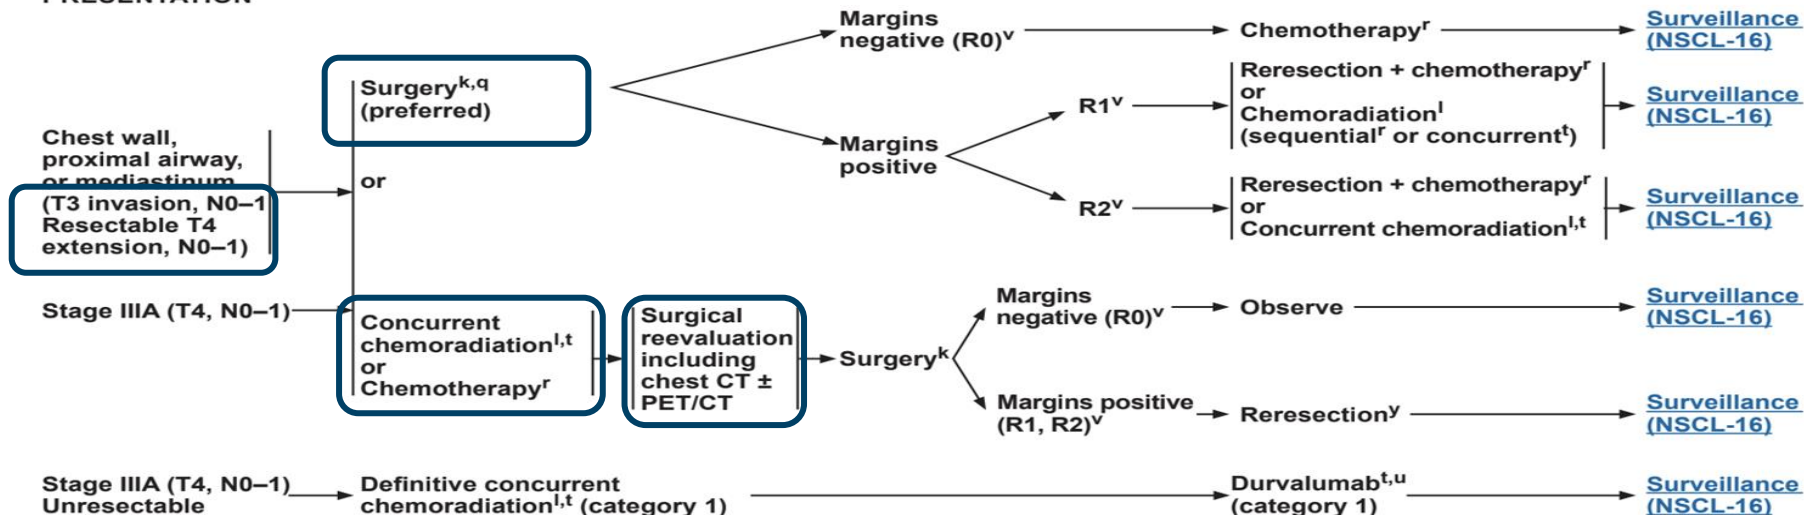 PRESENTATION
Chest wall,
proximal airway,
or mediastinum
(T3 invasion, N0–1
Resectable T4
extension, N0–1)
Stage IIIA (T4, N0–1)
Surgeryk,q
(preferred)
or
Concurrent
chemoradiationl,t
or
Chemotherapyr
Surgical
reevaluation
including
chest CT ±
PET/CT
Margins
negative (R0)v
Chemotherapyr
Surveillance
(NSCL-16)
Margins
positive
R1v
Reresection + chemotherapyr
or
Chemoradiationl
(sequentialr or concurrentt)
Surveillance
(NSCL-16)
R2v
Reresection + chemotherapyr
or
Concurrent chemoradiationl,t
Surveillance
(NSCL-16)
Surgeryk
Margins
negative (R0)v
Observe
Surveillance
(NSCL-16)
Margins positive
(R1, R2)v
Reresectiony
Surveillance
(NSCL-16)
Stage IIIA (T4, N0–1)
Unresectable
Definitive concurrent
chemoradiationl,t (category 1)
Durvalumabt,u
(category 1)
Surveillance
(NSCL-16)